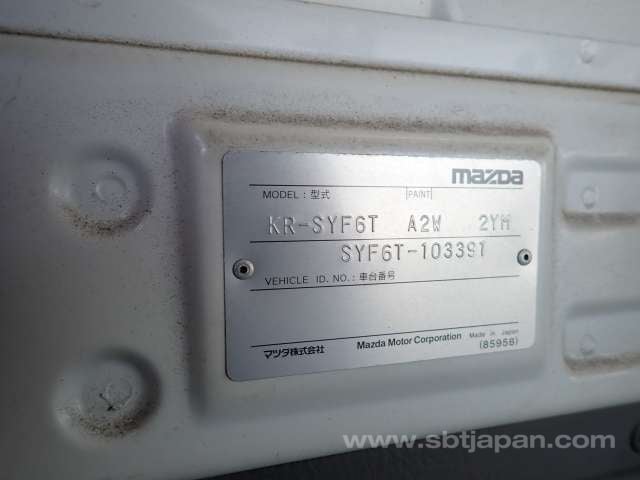 mazda
MODEL : 型式 PAINT
KR-SYF6T A2W 2YM
SYF6T-103391
VEHICLE ID. NO. : 車台番号
マツダ株式会社 Mazda Motor Corporation Made in Japan
(85956)
www.sbtjapan.com